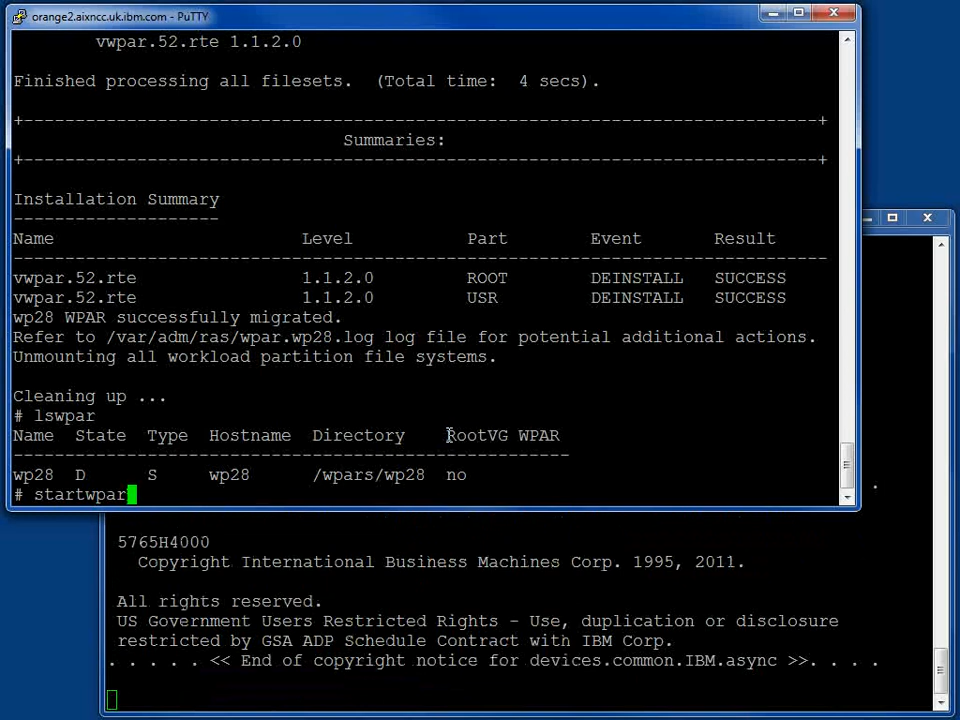 orange2.aixncc.uk.ibm.com - PuTTY
vwpar.52.rte 1.1.2.0
Finished processing all filesets.  (Total time:  4 secs).
+------------------------------------------------------------------------------+
Summaries:
+------------------------------------------------------------------------------+
Installation Summary
--------------------
Name                        Level           Part        EVENT       Result
-------------------------------------------------------------------------------
vwpar.52.rte                1.1.2.0         ROOT        DEINSTALL   SUCCESS
vwpar.52.rte                1.1.2.0         USR         DEINSTALL   SUCCESS
wp28 WPAR successfully migrated.
Refer to /var/adm/ras/wpar.wp28.log log file for potential additional actions.
Unmounting all workload partition file systems.
Cleaning up ...
# lswpar
Name  State  Type  Hostname  Directory    RootVG WPAR
------------------------------------------------------
wp28  D      S     wp28      /wpars/wp28  no
# startwpar
.
5765H4000
Copyright International Business Machines Corp. 1995, 2011.
All rights reserved.
US Government Users Restricted Rights - Use, duplication or disclosure
restricted by GSA ADP Schedule Contract with IBM Corp.
. . . . . << End of copyright notice for devices.common.IBM.async >>. . . .